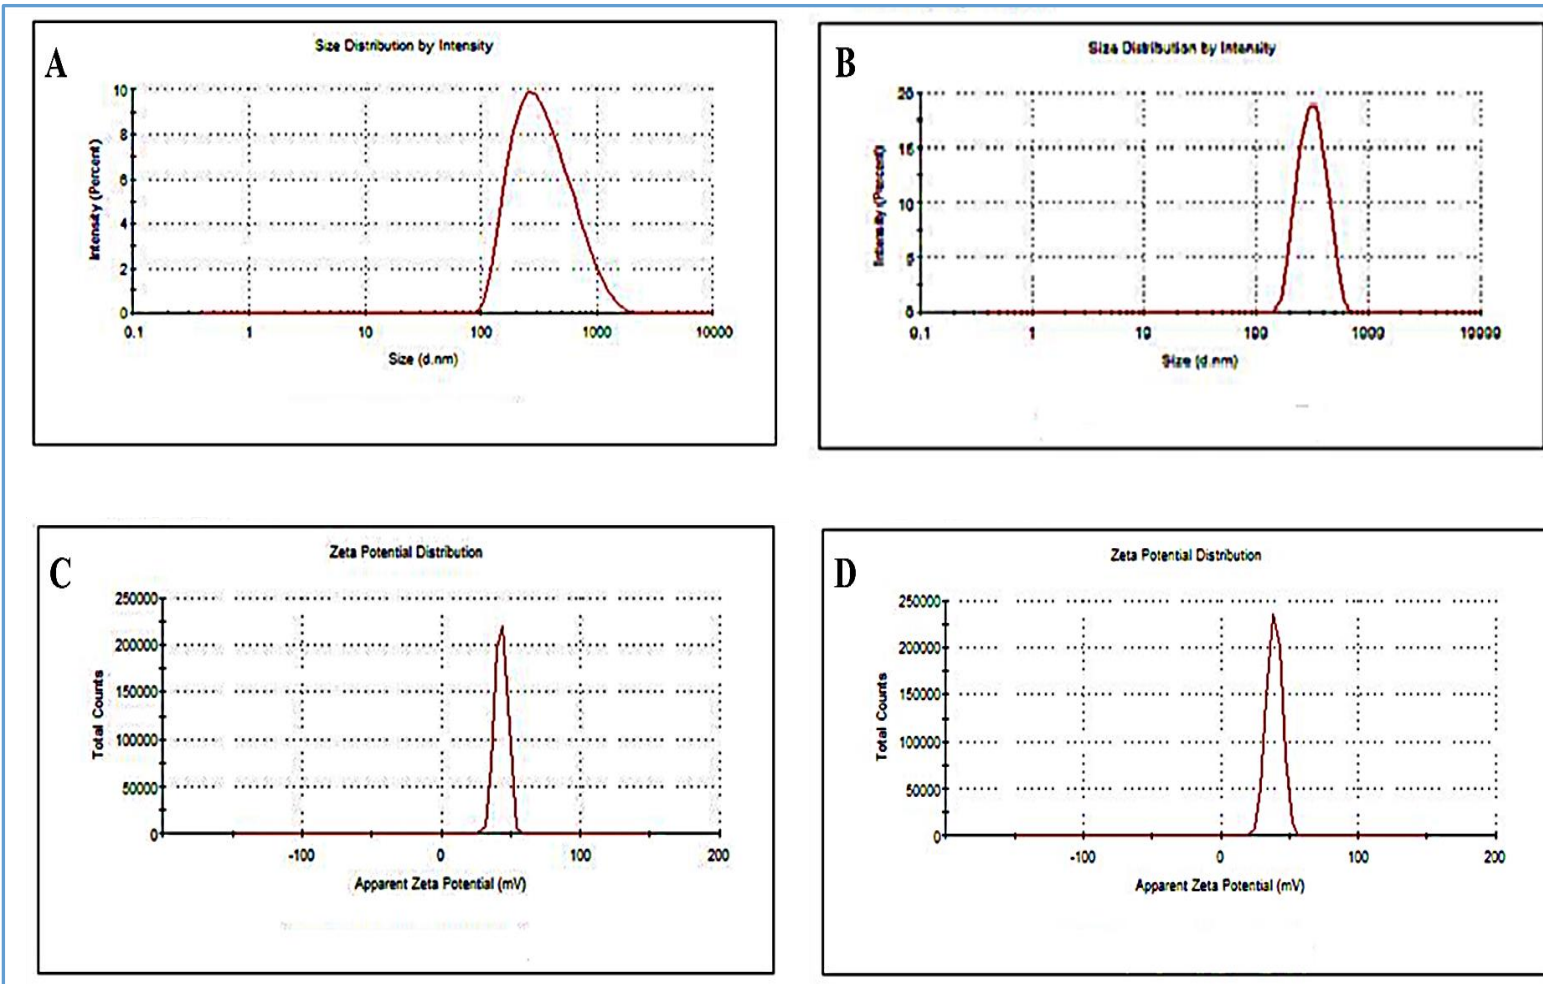 A
Size Distribution by Intensity
Intensity (Percent)
10
8
6
4
2
0
0.1 1 10 100 1000 10000
Size (d.nm)
B
Size Distribution by Intensity
Intensity (Percent)
20
15
10
5
0
0.1 1 10 100 1000 10000
Size (d.nm)
C
Zeta Potential Distribution
Total Counts
250000
200000
150000
100000
50000
0
-100 0 100 200
Apparent Zeta Potential (mV)
D
Zeta Potential Distribution
Total Counts
250000
200000
150000
100000
50000
0
-100 0 100 200
Apparent Zeta Potential (mV)